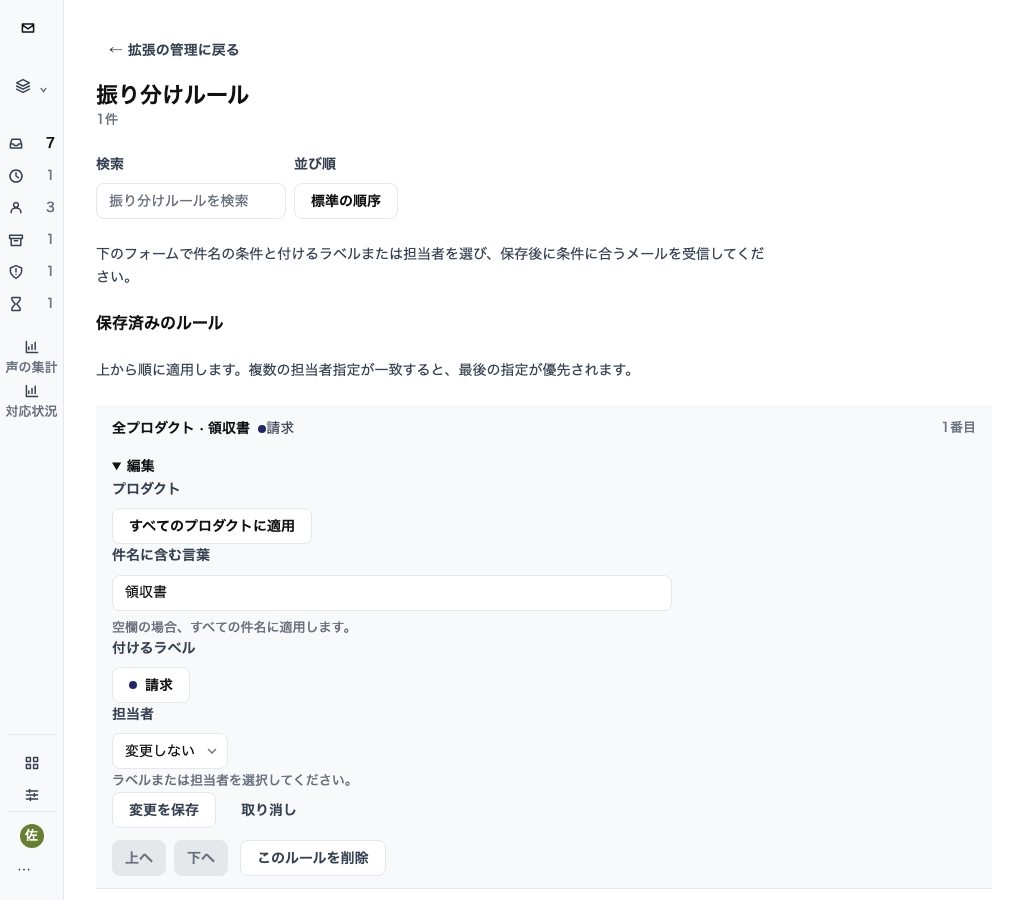 ← 拡張の管理に戻る
振り分けルール
1件
検索
並び順
振り分けルールを検索
標準の順序
下のフォームで件名の条件と付けるラベルまたは担当者を選び、保存後に条件に合うメールを受信してくだ
さい。
保存済みのルール
上から順に適用します。複数の担当者指定が一致すると、最後の指定が優先されます。
全プロダクト · 領収書 ●請求
1番目
▼ 編集
プロダクト
すべてのプロダクトに適用
件名に含む言葉
領収書
空欄の場合、すべての件名に適用します。
付けるラベル
請求
担当者
変更しない
ラベルまたは担当者を選択してください。
変更を保存
取り消し
上へ
下へ
このルールを削除
7
1
3
1
1
1
声の集計
対応状況
佐
…